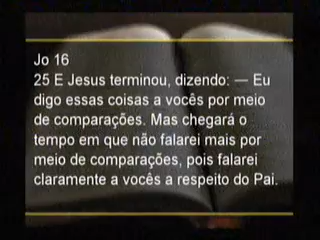 Jo 16
25 E Jesus terminou, dizendo: — Eu
digo essas coisas a vocês por meio
de comparações. Mas chegará o
tempo em que não falarei mais por
meio de comparações, pois falarei
claramente a vocês a respeito do Pai.